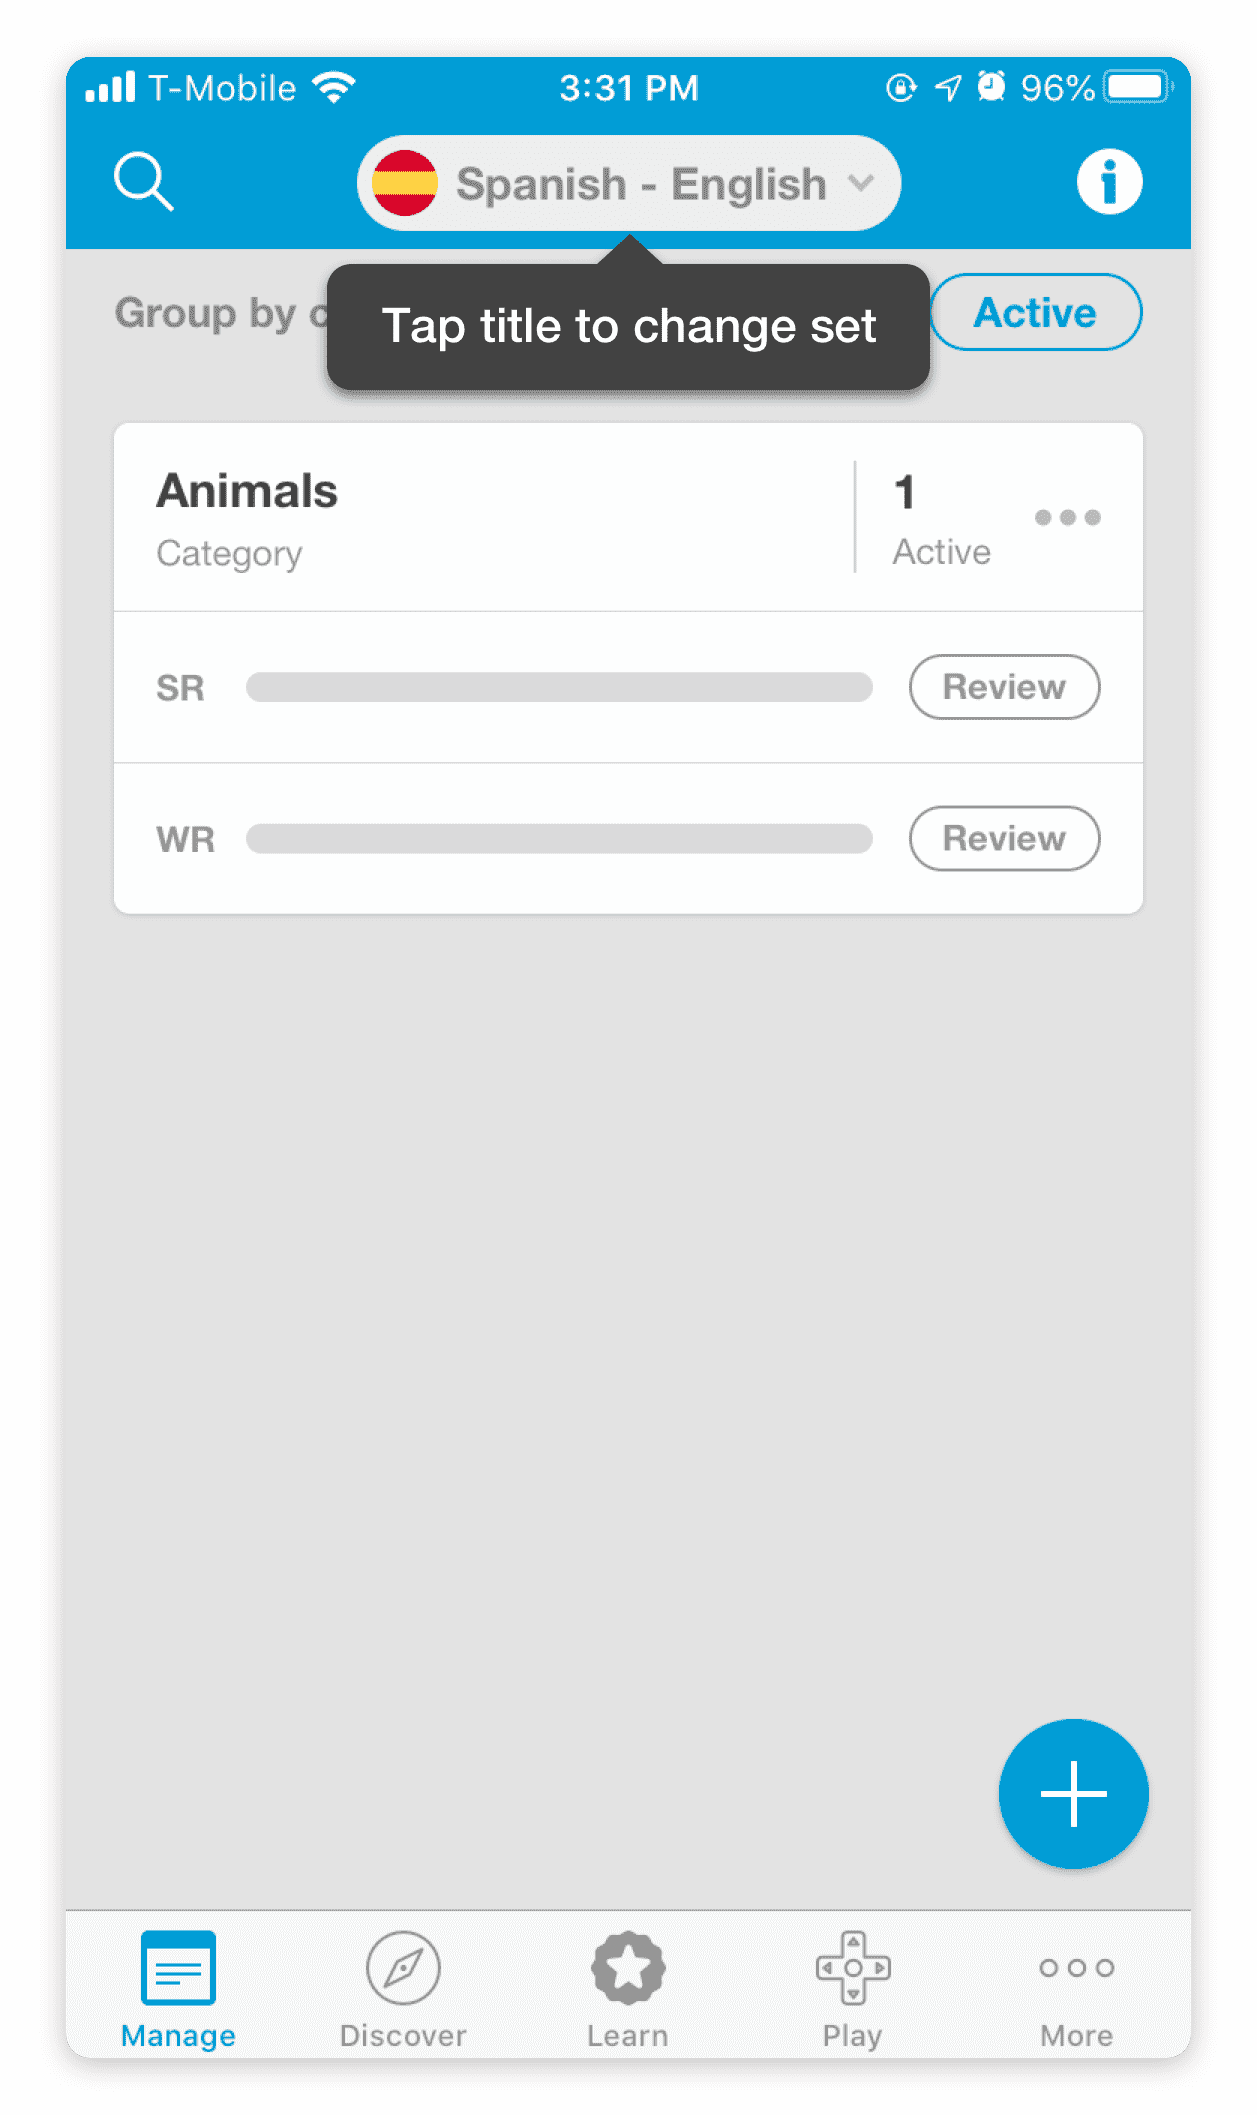 T-Mobile 3:31 PM 96%
Spanish - English
Group by
Tap title to change set
Active
Animals
Category
1
Active
SR
Review
WR
Review
Manage
Discover
Learn
Play
More